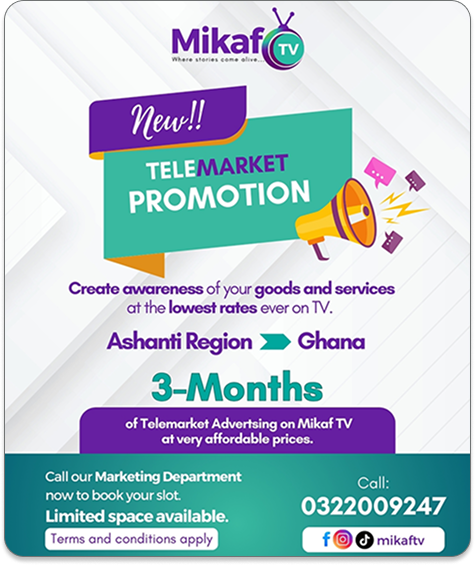 Mikaf TV
Where stories come alive...
New!!
TELEMARKET
PROMOTION
Create awareness of your goods and services
at the lowest rates ever on TV.
Ashanti Region Ghana
3-Months
of Telemarket Advertsing on Mikaf TV
at very affordable prices.
Call our Marketing Department
now to book your slot.
Limited space available.
Terms and conditions apply
Call:
0322009247
mikaftv